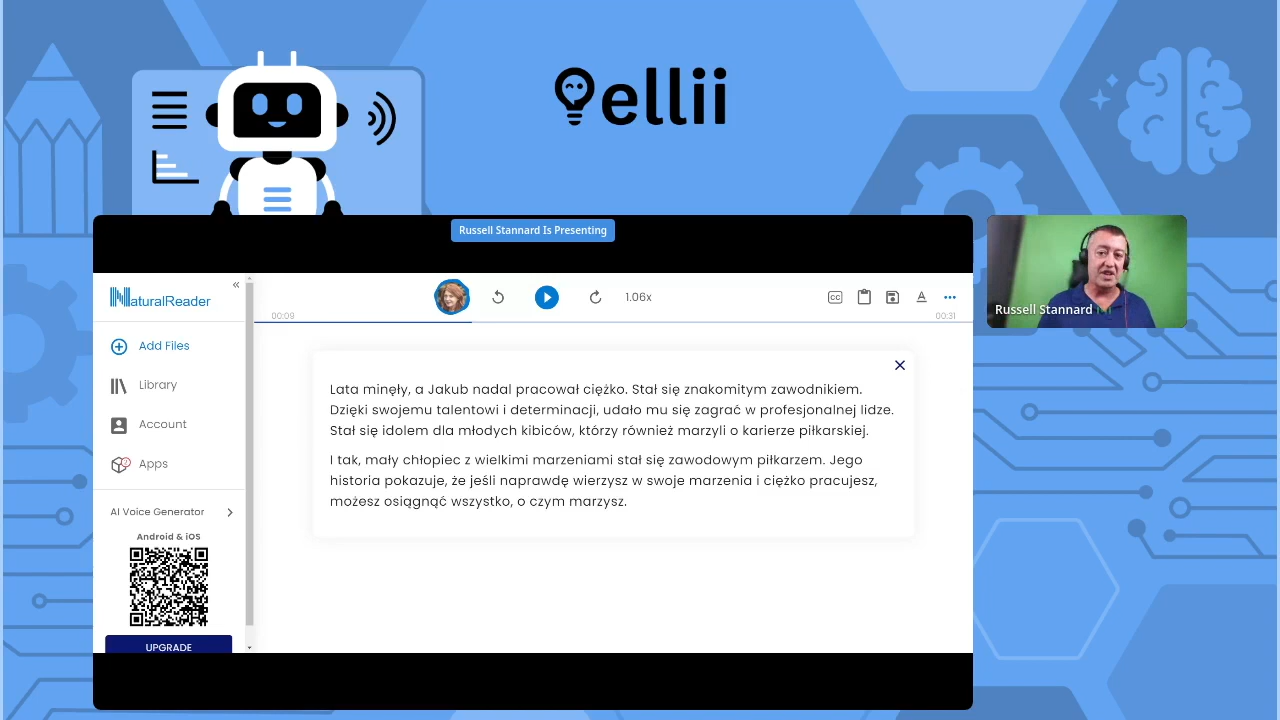 ellii
Russell Stannard Is Presenting
NaturalReader
«
1.06x
CC
A
00:09
00:31
Add Files
Library
Account
Apps
AI Voice Generator
Android & iOS
UPGRADE
Lata minęły, a Jakub nadal pracował ciężko. Stał się znakomitym zawodnikiem.
Dzięki swojemu talentowi i determinacji, udało mu się zagrać w profesjonalnej lidze.
Stał się idolem dla młodych kibiców, którzy również marzyli o karierze piłkarskiej.
I tak, mały chłopiec z wielkimi marzeniami stał się zawodowym piłkarzem. Jego
historia pokazuje, że jeśli naprawdę wierzysz w swoje marzenia i ciężko pracujesz,
możesz osiągnąć wszystko, o czym marzysz.
Russell Stannard